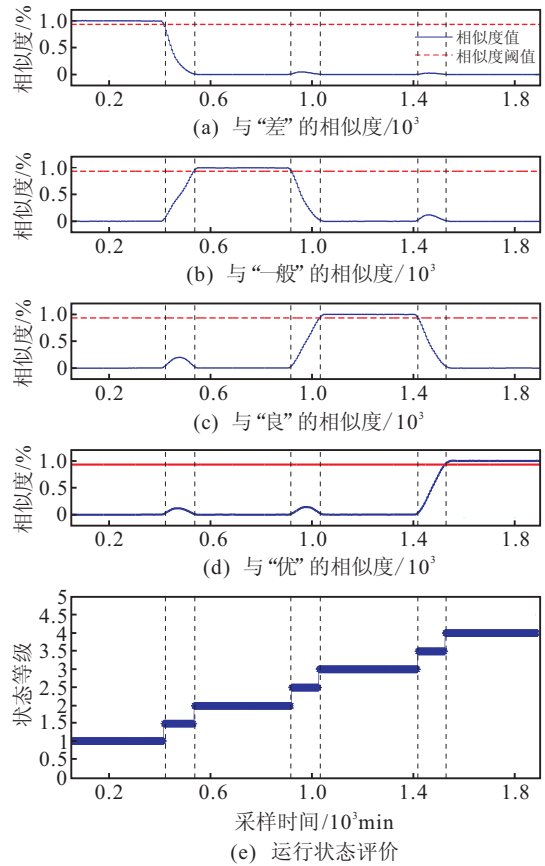 相似度/%
1.0
0.5
0
相似度值
相似度阈值
0.2 0.6 1.0 1.4 1.8
(a) 与“差”的相似度/10³
相似度/%
1.0
0.5
0
0.2 0.6 1.0 1.4 1.8
(b) 与“一般”的相似度/10³
相似度/%
1.0
0.5
0
0.2 0.6 1.0 1.4 1.8
(c) 与“良”的相似度/10³
相似度/%
1.0
0.5
0
0.2 0.6 1.0 1.4 1.8
(d) 与“优”的相似度/10³
状态等级
5
4.5
4
3.5
3
2.5
2
1.5
1
0.5
0
0.2 0.6 1.0 1.4 1.8
采样时间/10³min
(e) 运行状态评价